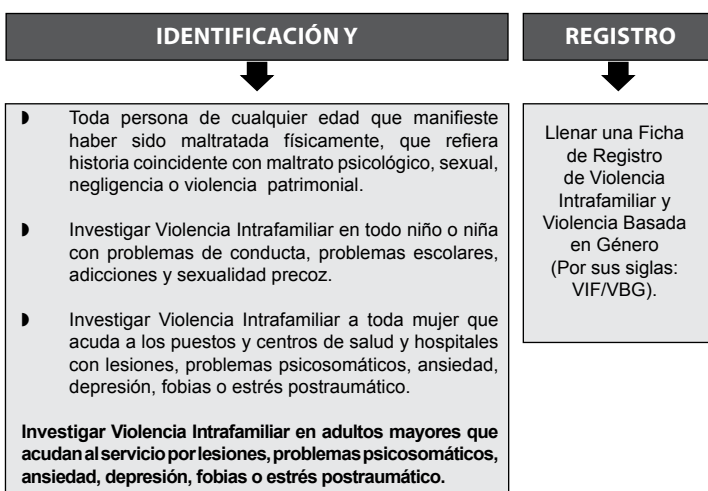 IDENTIFICACIÓN Y
Toda persona de cualquier edad que manifieste
haber sido maltratada físicamente, que refiera
historia coincidente con maltrato psicológico, sexual,
negligencia o violencia patrimonial.
Investigar Violencia Intrafamiliar en todo niño o niña
con problemas de conducta, problemas escolares,
adicciones y sexualidad precoz.
Investigar Violencia Intrafamiliar a toda mujer que
acuda a los puestos y centros de salud y hospitales
con lesiones, problemas psicosomáticos, ansiedad,
depresión, fobias o estrés postraumático.
Investigar Violencia Intrafamiliar en adultos mayores que
acudan al servicio por lesiones, problemas psicosomáticos,
ansiedad, depresión, fobias o estrés postraumático.
REGISTRO
Llenar una Ficha
de Registro
de Violencia
Intrafamiliar y
Violencia Basada
en Género
(Por sus siglas:
VIF/VBG).